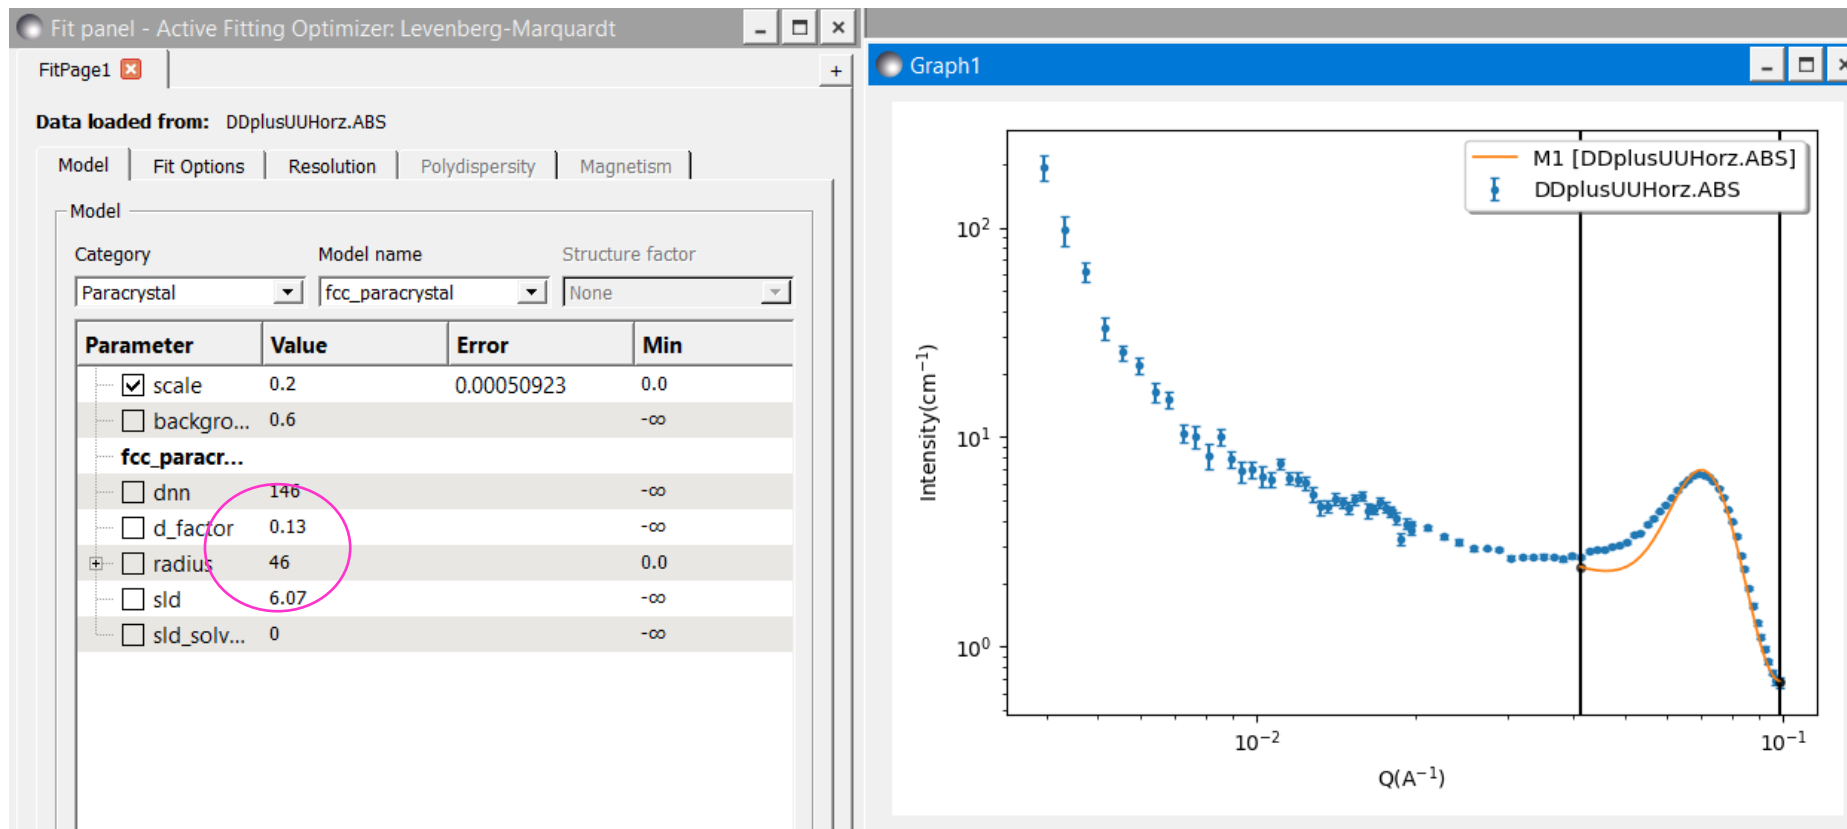 Fit panel - Active Fitting Optimizer: Levenberg-Marquardt
FitPage1
+
Data loaded from: DDplusUUHorz.ABS
Model Fit Options Resolution Polydispersity Magnetism
Model
Category Model name Structure factor
Paracrystal fcc_paracrystal None
Parameter Value Error Min
scale 0.2 0.00050923 0.0
backgro... 0.6 -∞
fcc_paracr...
dnn 146 -∞
d_factor 0.13 -∞
radius 46 0.0
sld 6.07 -∞
sld_solv... 0 -∞
Graph1
M1 [DDplusUUHorz.ABS]
DDplusUUHorz.ABS
10²
10¹
10⁰
Intensity(cm⁻¹)
10⁻² 10⁻¹
Q(A⁻¹)